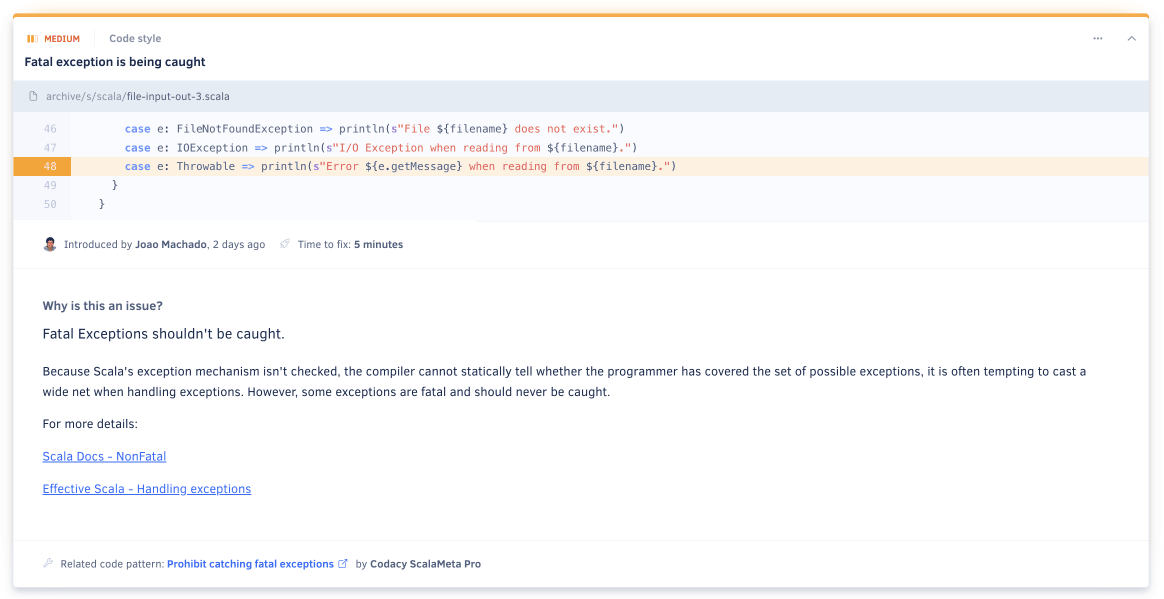 MEDIUM Code style
Fatal exception is being caught
archive/s/scala/file-input-out-3.scala
46 case e: FileNotFoundException => println(s"File ${filename} does not exist.")
47 case e: IOException => println(s"I/O Exception when reading from ${filename}.")
48 case e: Throwable => println(s"Error ${e.getMessage} when reading from ${filename}.")
49 }
50 }
Introduced by Joao Machado, 2 days ago Time to fix: 5 minutes
Why is this an issue?
Fatal Exceptions shouldn't be caught.
Because Scala's exception mechanism isn't checked, the compiler cannot statically tell whether the programmer has covered the set of possible exceptions, it is often tempting to cast a
wide net when handling exceptions. However, some exceptions are fatal and should never be caught.
For more details:
Scala Docs - NonFatal
Effective Scala - Handling exceptions
Related code pattern: Prohibit catching fatal exceptions by Codacy ScalaMeta Pro